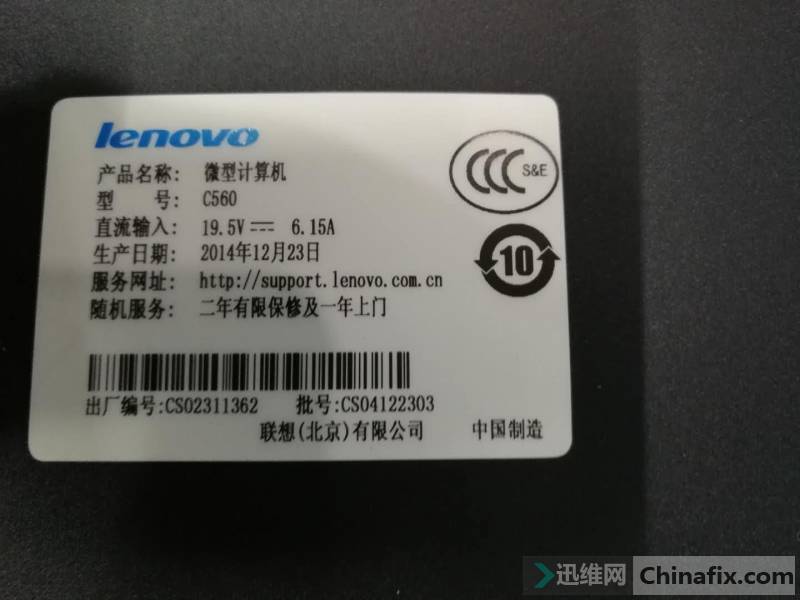 lenovo
产品名称: 微型计算机
型 号: C560
直流输入: 19.5V⎓ 6.15A
生产日期: 2014年12月23日
服务网址: http://support.lenovo.com.cn
随机服务: 二年有限保修及一年上门
CCC S&E
10
出厂编号:CS02311362 批号:CS04122303
联想(北京)有限公司 中国制造
迅维网 Chinafix.com